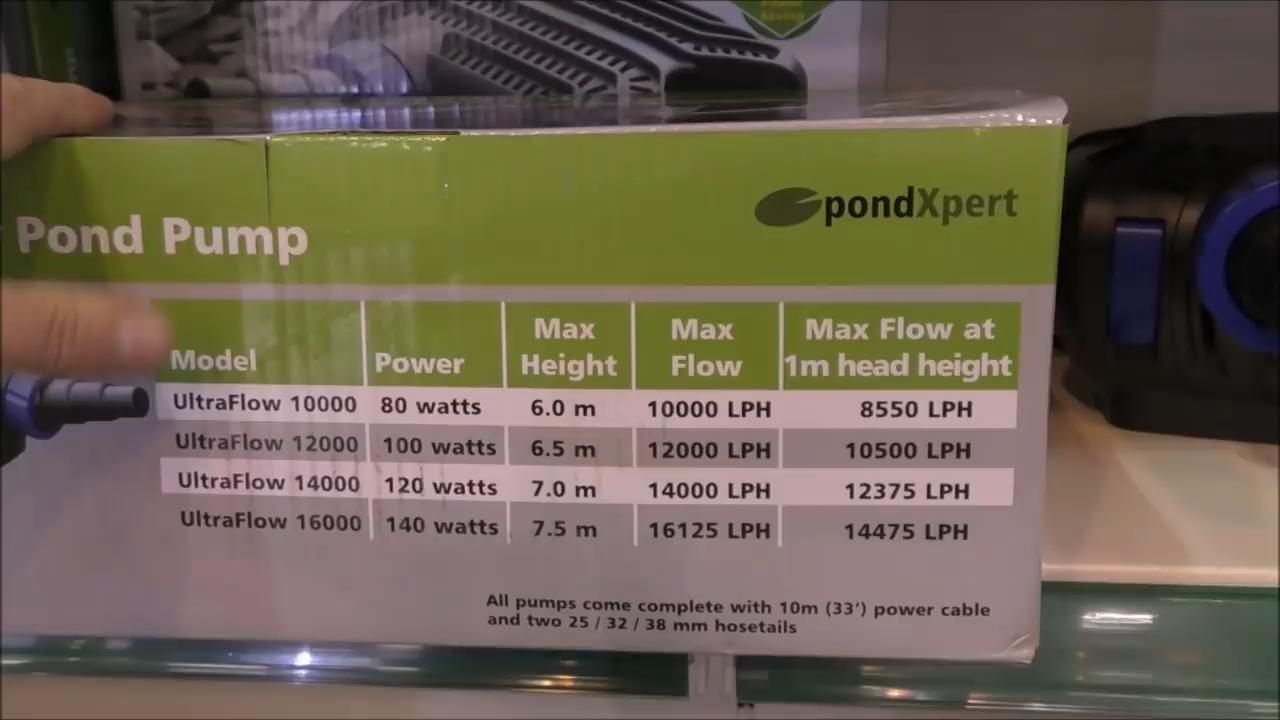 pondXpert
Pond Pump
Model Power Max Height Max Flow Max Flow at 1m head height
UltraFlow 10000 80 watts 6.0 m 10000 LPH 8550 LPH
UltraFlow 12000 100 watts 6.5 m 12000 LPH 10500 LPH
UltraFlow 14000 120 watts 7.0 m 14000 LPH 12375 LPH
UltraFlow 16000 140 watts 7.5 m 16125 LPH 14475 LPH
All pumps come complete with 10m (33’) power cable
and two 25 / 32 / 38 mm hosetails